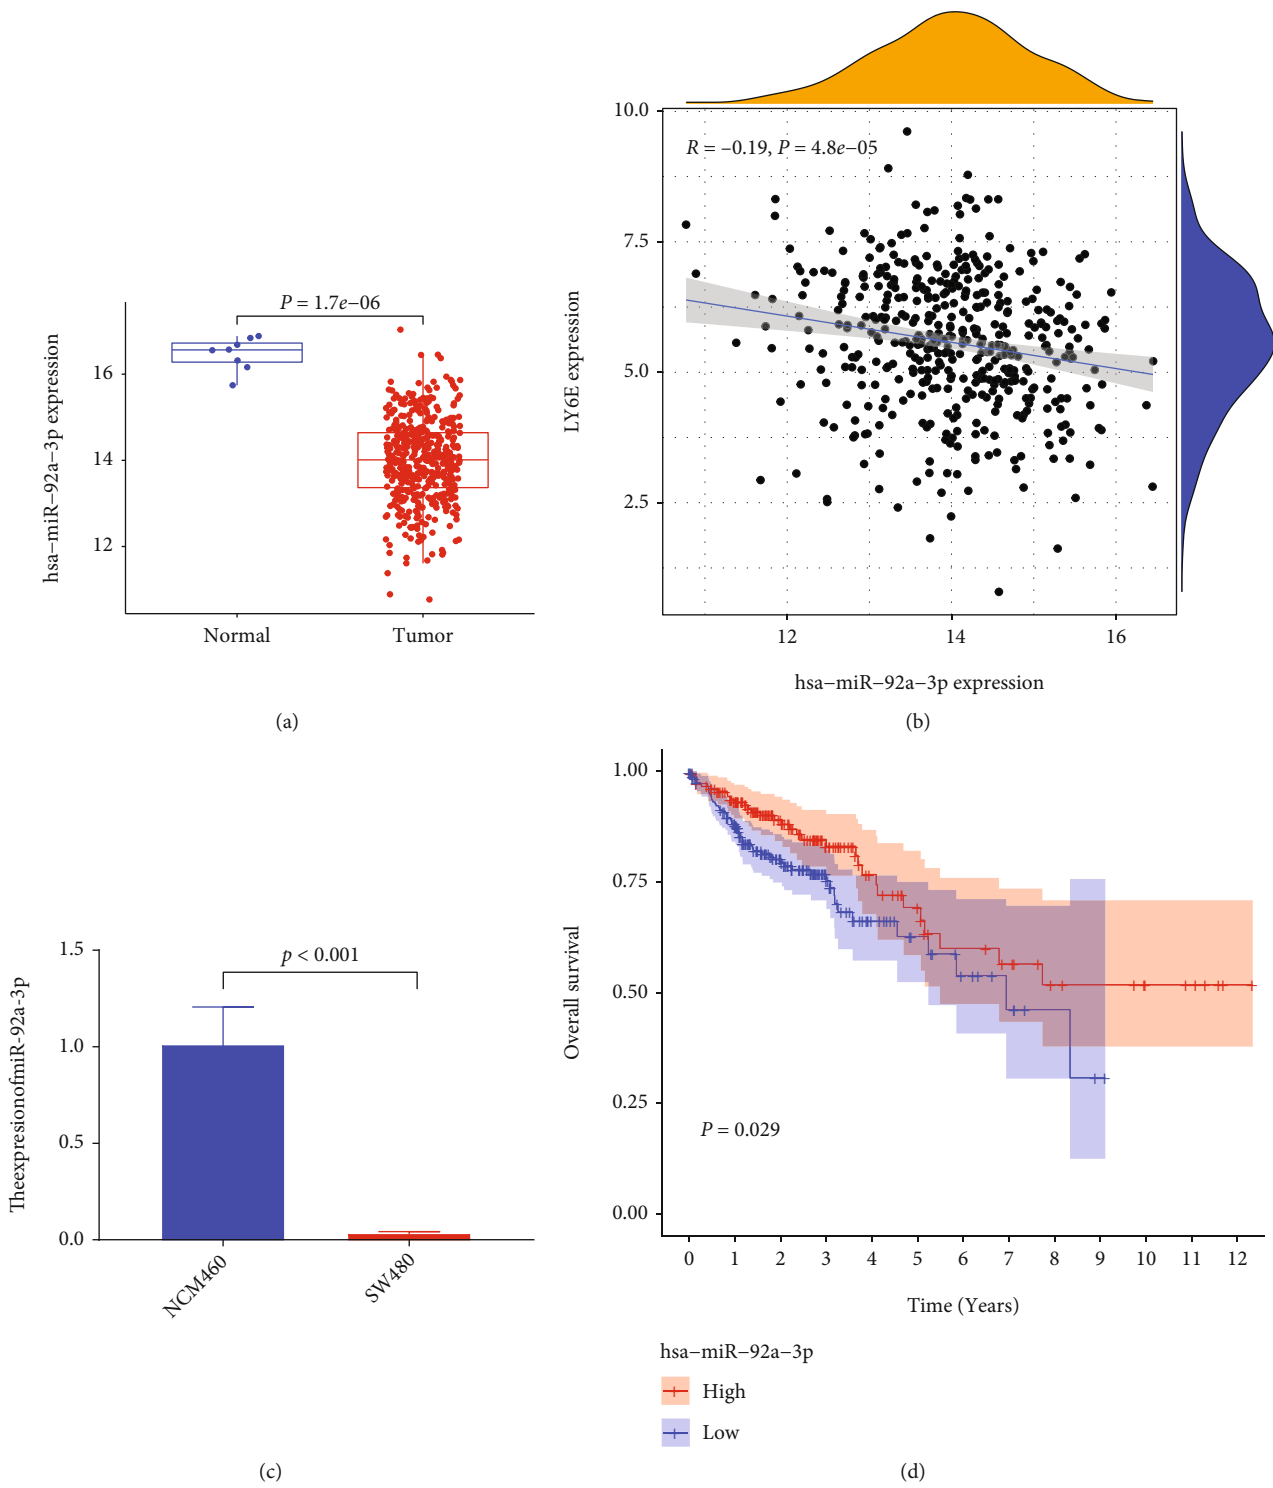 P = 1.7e−06
hsa−miR−92a−3p expression
16
14
12
Normal
Tumor
(a)
R = −0.19, P = 4.8e−05
LY6E expression
10.0
7.5
5.0
2.5
12
14
16
hsa−miR−92a−3p expression
(b)
p < 0.001
TheexpresionofmiR-92a-3p
1.5
1.0
0.5
0.0
NCM460
SW480
(c)
Overall survival
1.00
0.75
0.50
0.25
0.00
P = 0.029
0 1 2 3 4 5 6 7 8 9 10 11 12
Time (Years)
hsa−miR−92a−3p
High
Low
(d)